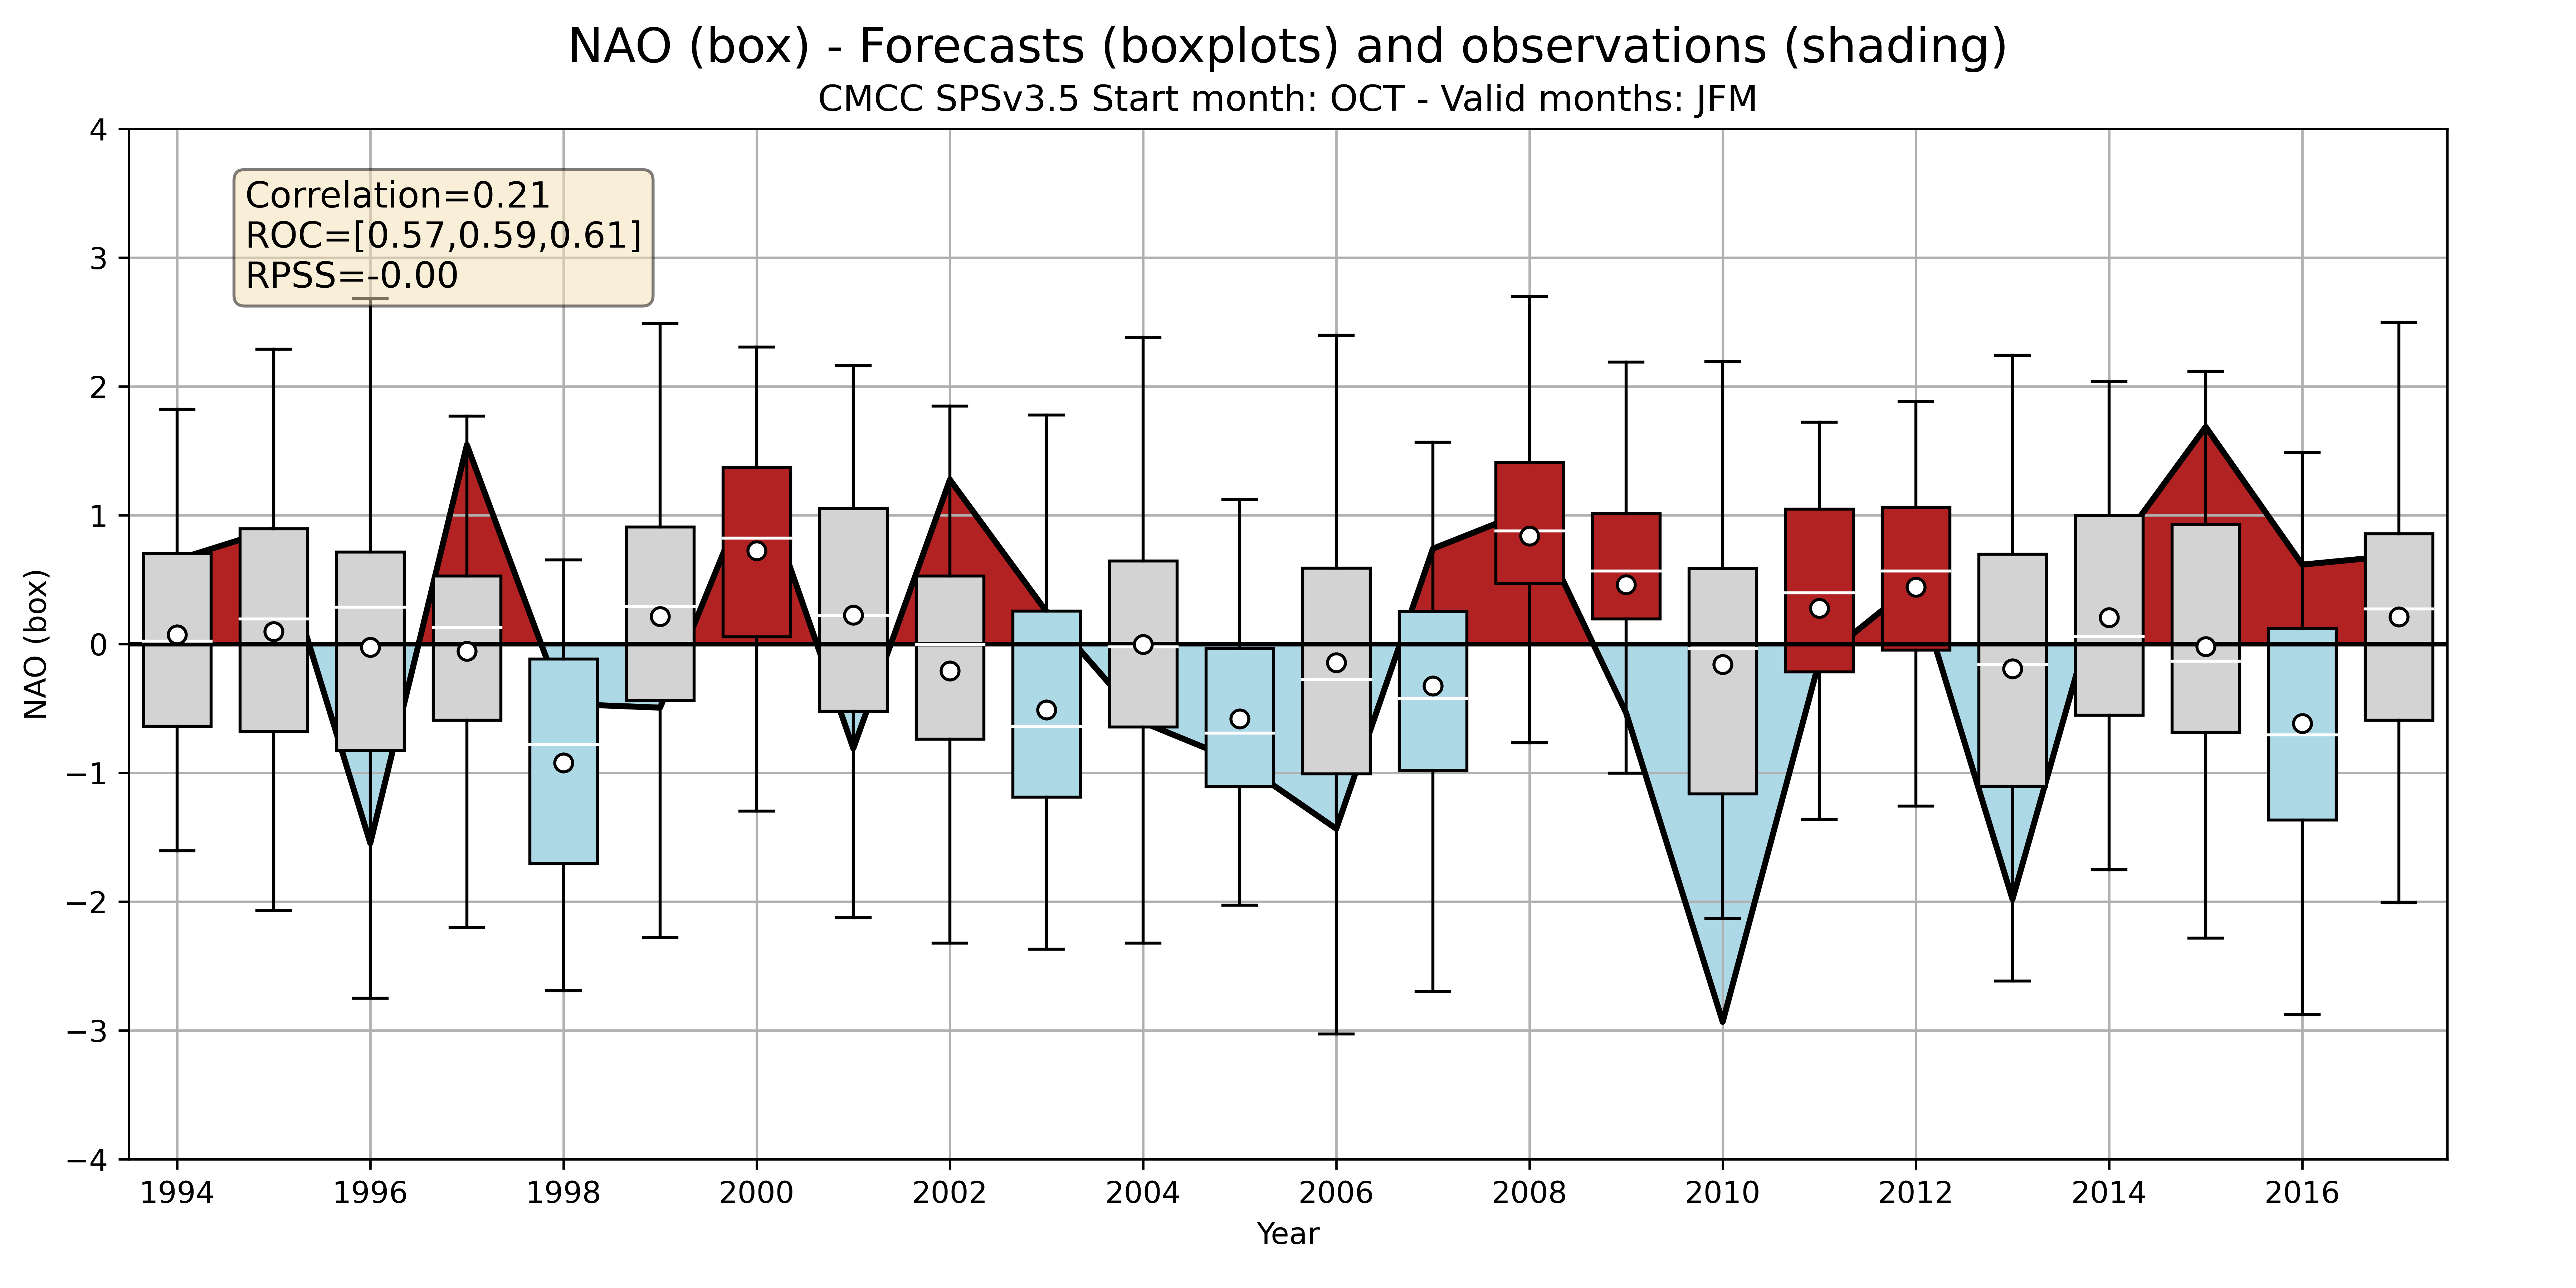 NAO (box) - Forecasts (boxplots) and observations (shading)
CMCC SPSv3.5 Start month: OCT - Valid months: JFM
Correlation=0.21
ROC=[0.57,0.59,0.61]
RPSS=-0.00
NAO (box)
4
3
2
1
0
−1
−2
−3
−4
1994 1996 1998 2000 2002 2004 2006 2008 2010 2012 2014 2016
Year